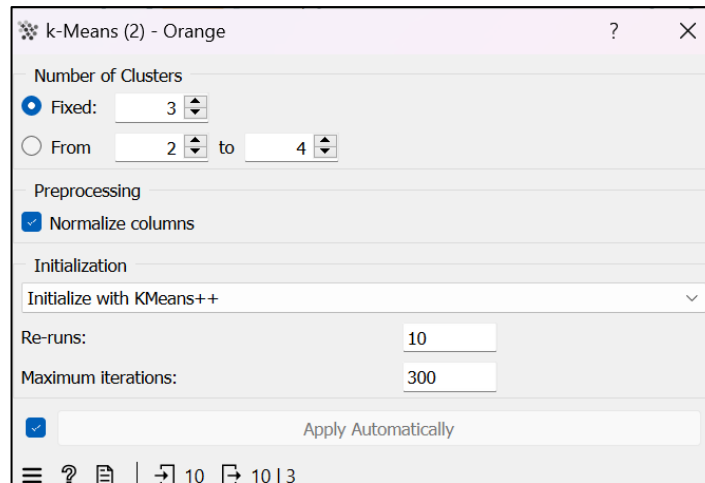 k-Means (2) - Orange ?
Number of Clusters
Fixed: 3
From 2 to 4
Preprocessing
Normalize columns
Initialization
Initialize with KMeans++
Re-runs: 10
Maximum iterations: 300
Apply Automatically
? 10 10 | 3